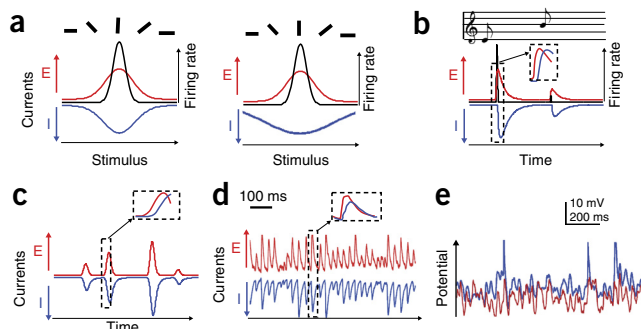 a
E
Currents
I
Stimulus
Firing rate
E
I
Stimulus
Firing rate
b
E
I
Time
Firing rate
c
Currents
E
I
Time
d
100 ms
Currents
E
I
e
10 mV
200 ms
Potential